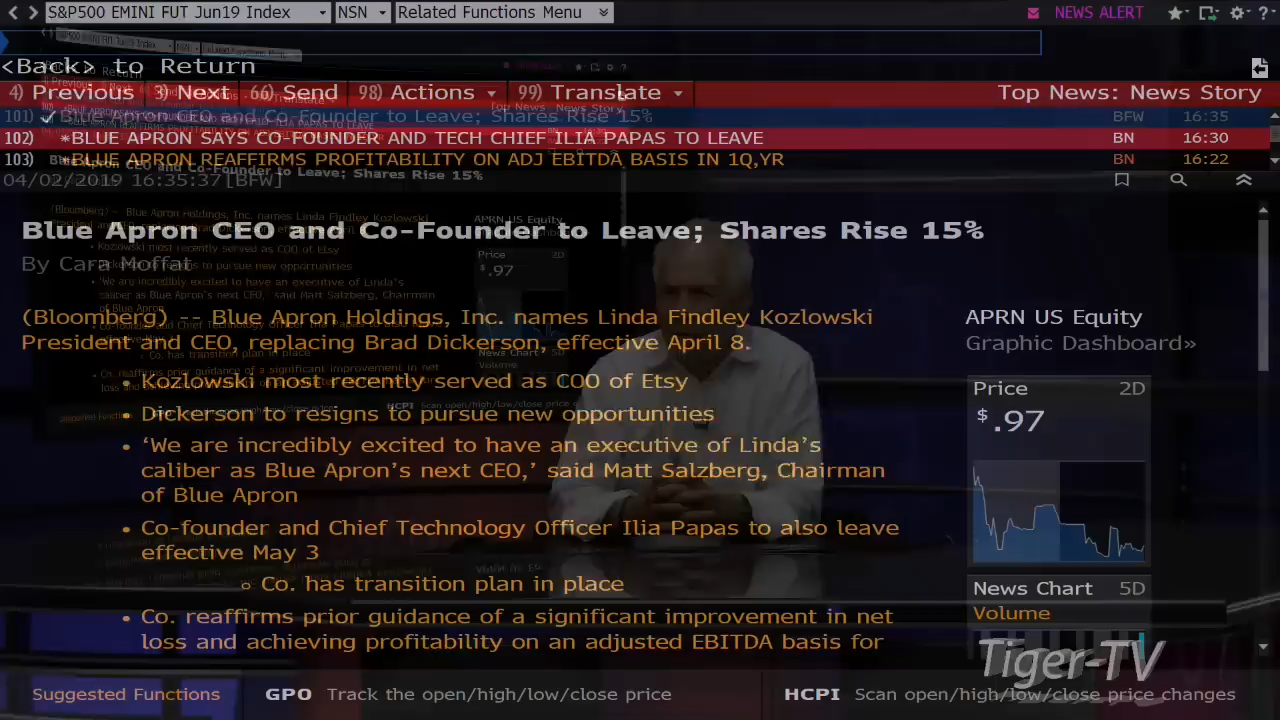 S&P500 EMINI FUT Jun19 Index NSN Related Functions Menu NEWS ALERT
<Back> to Return
4) Previous 3) Next 66) Send 98) Actions 99) Translate Top News: News Story
101) Blue Apron CEO and Co-Founder to Leave; Shares Rise 15% BFW 16:35
102) *BLUE APRON SAYS CO-FOUNDER AND TECH CHIEF ILIA PAPAS TO LEAVE BN 16:30
103) *BLUE APRON REAFFIRMS PROFITABILITY ON ADJ EBITDA BASIS IN 1Q,YR BN 16:22
04/02/2019 16:35:37 [BFW]
Blue Apron CEO and Co-Founder to Leave; Shares Rise 15%
By Cara Moffat
(Bloomberg) -- Blue Apron Holdings, Inc. names Linda Findley Kozlowski
President and CEO, replacing Brad Dickerson, effective April 8.
• Kozlowski most recently served as COO of Etsy
• Dickerson to resigns to pursue new opportunities
• ‘We are incredibly excited to have an executive of Linda’s
caliber as Blue Apron’s next CEO,’ said Matt Salzberg, Chairman
of Blue Apron
• Co-founder and Chief Technology Officer Ilia Papas to also leave
effective May 3
Co. has transition plan in place
• Co. reaffirms prior guidance of a significant improvement in net
loss and achieving profitability on an adjusted EBITDA basis for
APRN US Equity
Graphic Dashboard»
Price 2D
$.97
News Chart 5D
Volume
Tiger-TV
Suggested Functions GPO Track the open/high/low/close price HCPI Scan open/high/low/close price changes